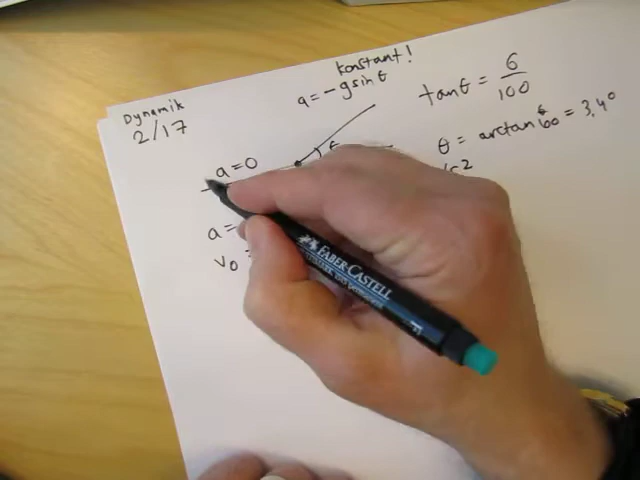 Dynamik
2/17
konstant!
a = -g sin θ
tan θ = 6/100
θ = arctan 6/100 = 3,4°
a = 0
θ
a =
v₀ =
FABER-CASTELL
F